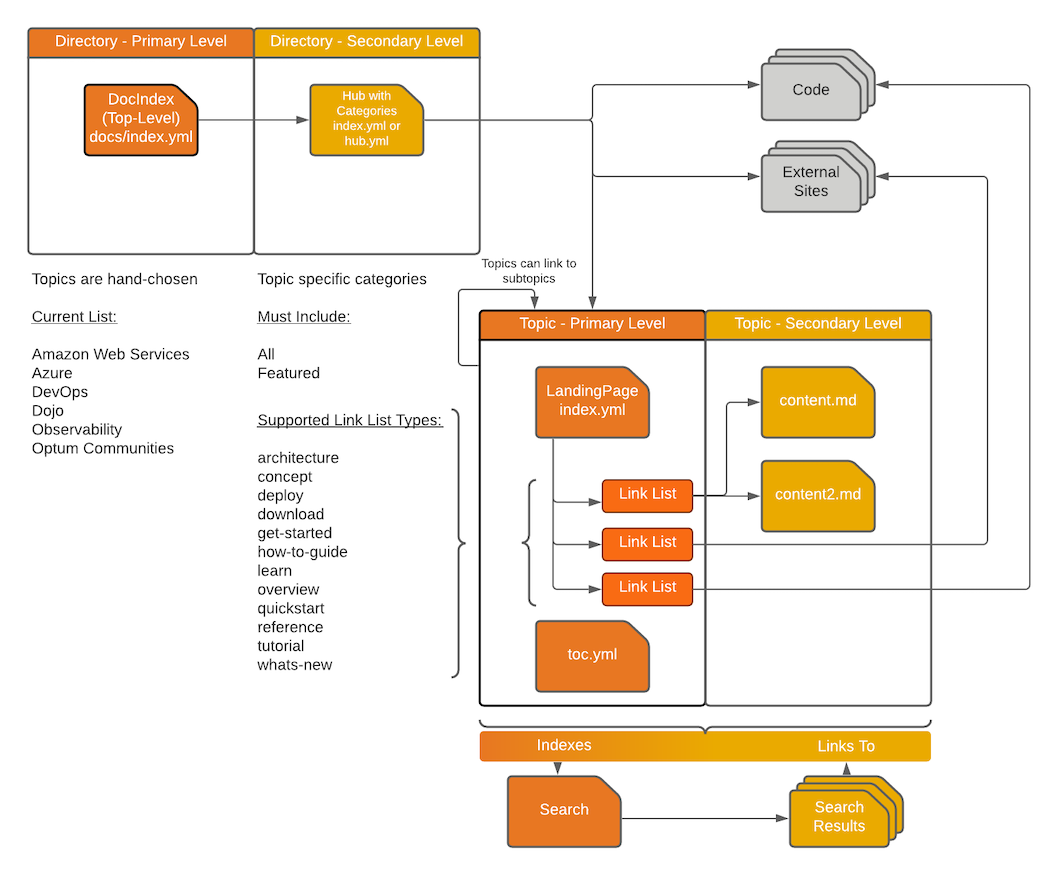 Directory - Primary Level
Directory - Secondary Level
DocIndex
(Top-Level)
docs/index.yml
Hub with
Categories
index.yml or
hub.yml
Code
External
Sites
Topics are hand-chosen
Current List:
Amazon Web Services
Azure
DevOps
Dojo
Observability
Optum Communities
Topic specific categories
Must Include:
All
Featured
Supported Link List Types:
architecture
concept
deploy
download
get-started
how-to-guide
learn
overview
quickstart
reference
tutorial
whats-new
Topics can link to
subtopics
Topic - Primary Level
Topic - Secondary Level
LandingPage
index.yml
content.md
Link List
content2.md
Link List
Link List
toc.yml
Indexes
Links To
Search
Search
Results